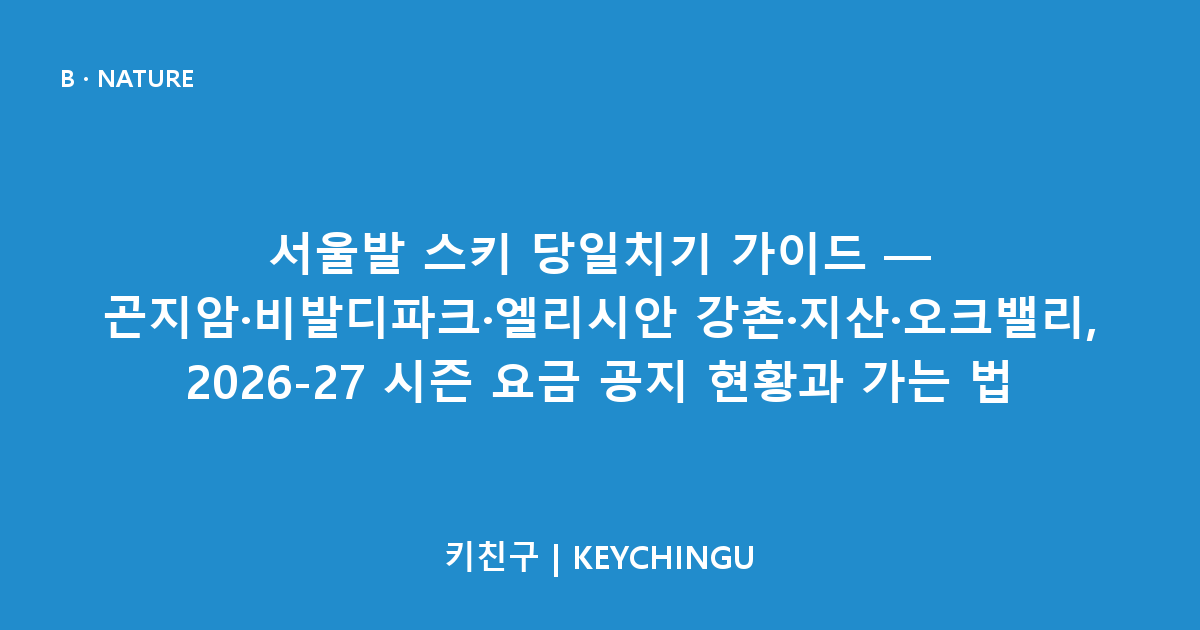 B · NATURE
서울발 스키 당일치기 가이드 —
곤지암·비발디파크·엘리시안 강촌·지산·오크밸리,
2026-27 시즌 요금 공지 현황과 가는 법
키친구 | KEYCHINGU